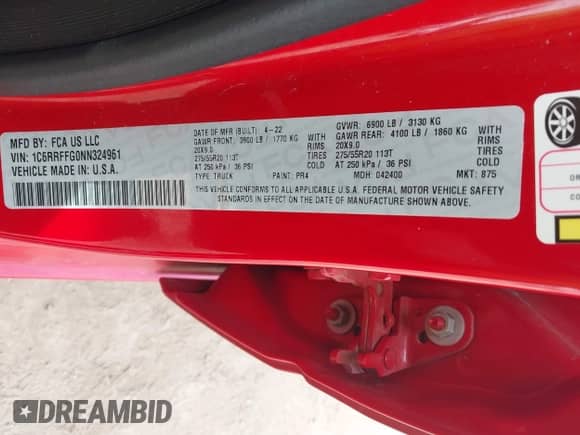 MFD BY: FCA US LLC
VIN: 1C6RRFFG0NN324961
VEHICLE MADE IN U.S.A.
DATE OF MFR (BUILT) 4-22
GAWR FRONT: 3900 LB / 1770 KG
WITH
20X9.0
RIMS
275/55R20 113T
TIRES
AT 250 kPa / 36 PSI
COLD
TYPE: TRUCK
PAINT: PR4
GVWR: 6900 LB / 3130 KG
GAWR REAR: 4100 LB / 1860 KG
WITH
20X9.0
RIMS
275/55R20 113T
TIRES
AT 250 kPa / 36 PSI
COLD
MDH: 042400
MKT: 875
THIS VEHICLE CONFORMS TO ALL APPLICABLE U.S.A. FEDERAL MOTOR VEHICLE SAFETY
STANDARDS IN EFFECT ON THE DATE OF MANUFACTURE SHOWN ABOVE.
DREAMBID